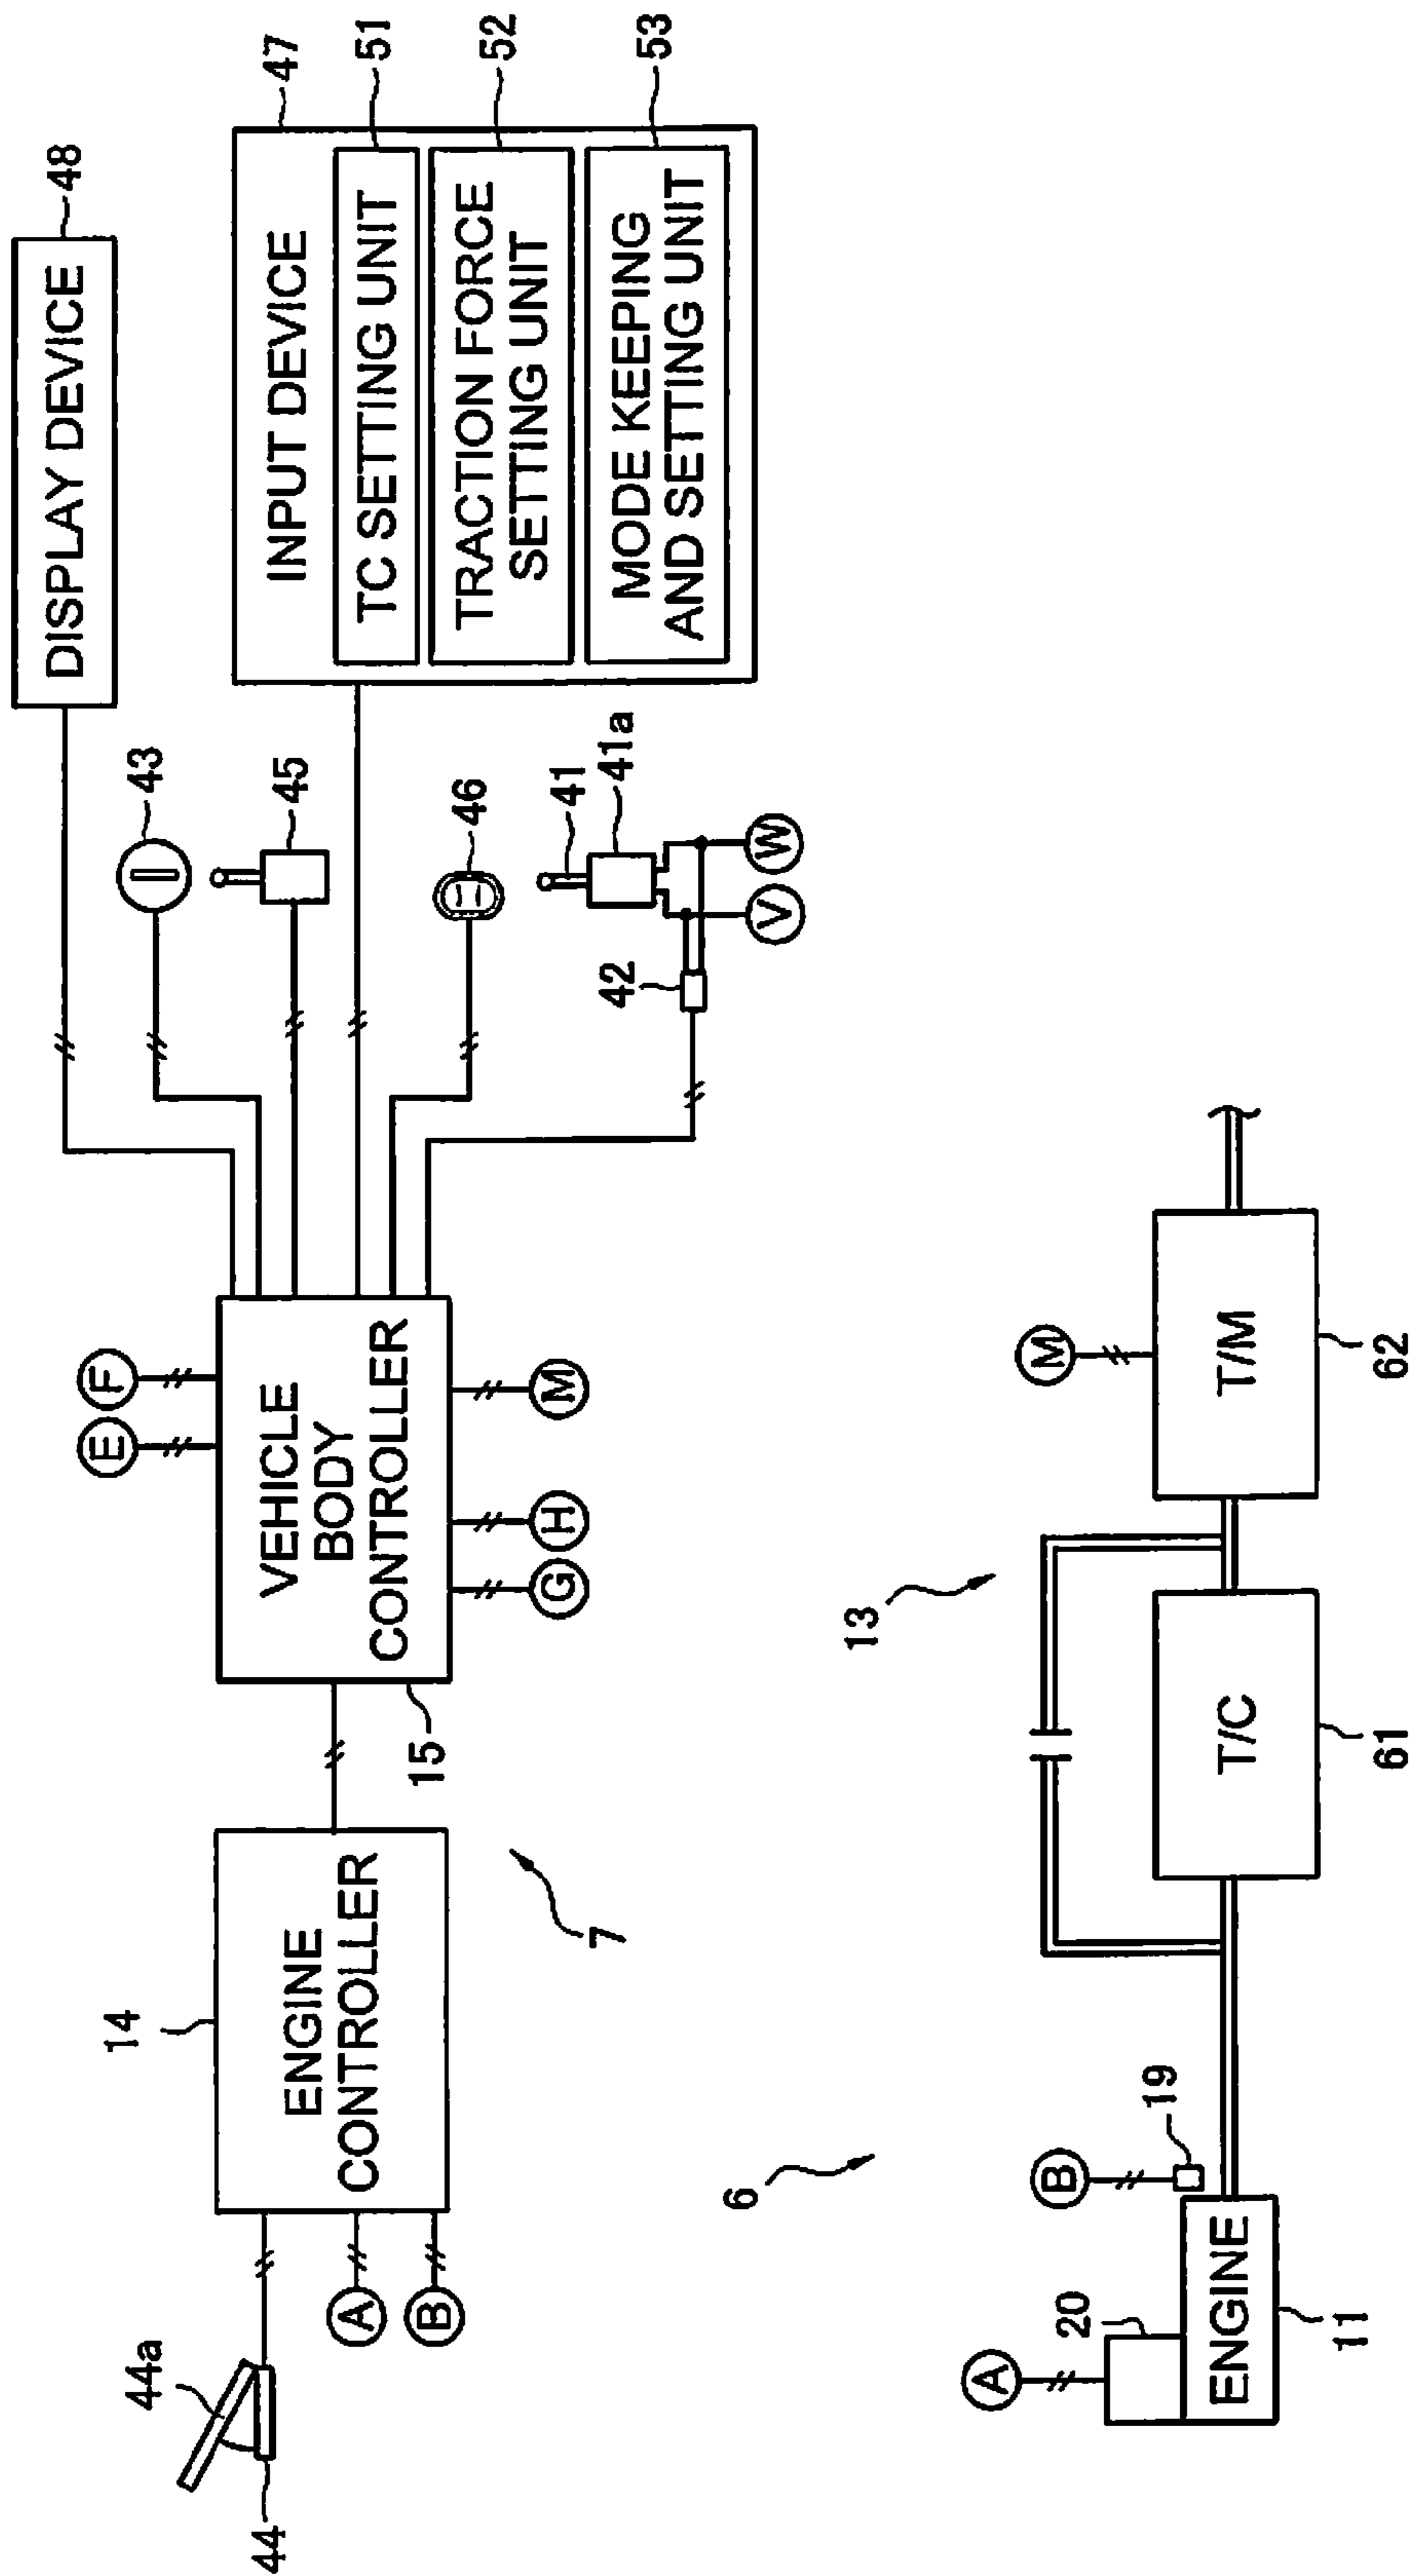 DISPLAY DEVICE
48
INPUT DEVICE
47
TC SETTING UNIT
51
TRACTION FORCE
SETTING UNIT
52
MODE KEEPING
AND SETTING UNIT
53
43
45
46
41
41a
42
V
W
E
F
VEHICLE
BODY
CONTROLLER
15
G
H
M
14
ENGINE
CONTROLLER
44a
44
A
B
7
6
13
A
20
ENGINE
11
B
19
T/C
61
M
T/M
62